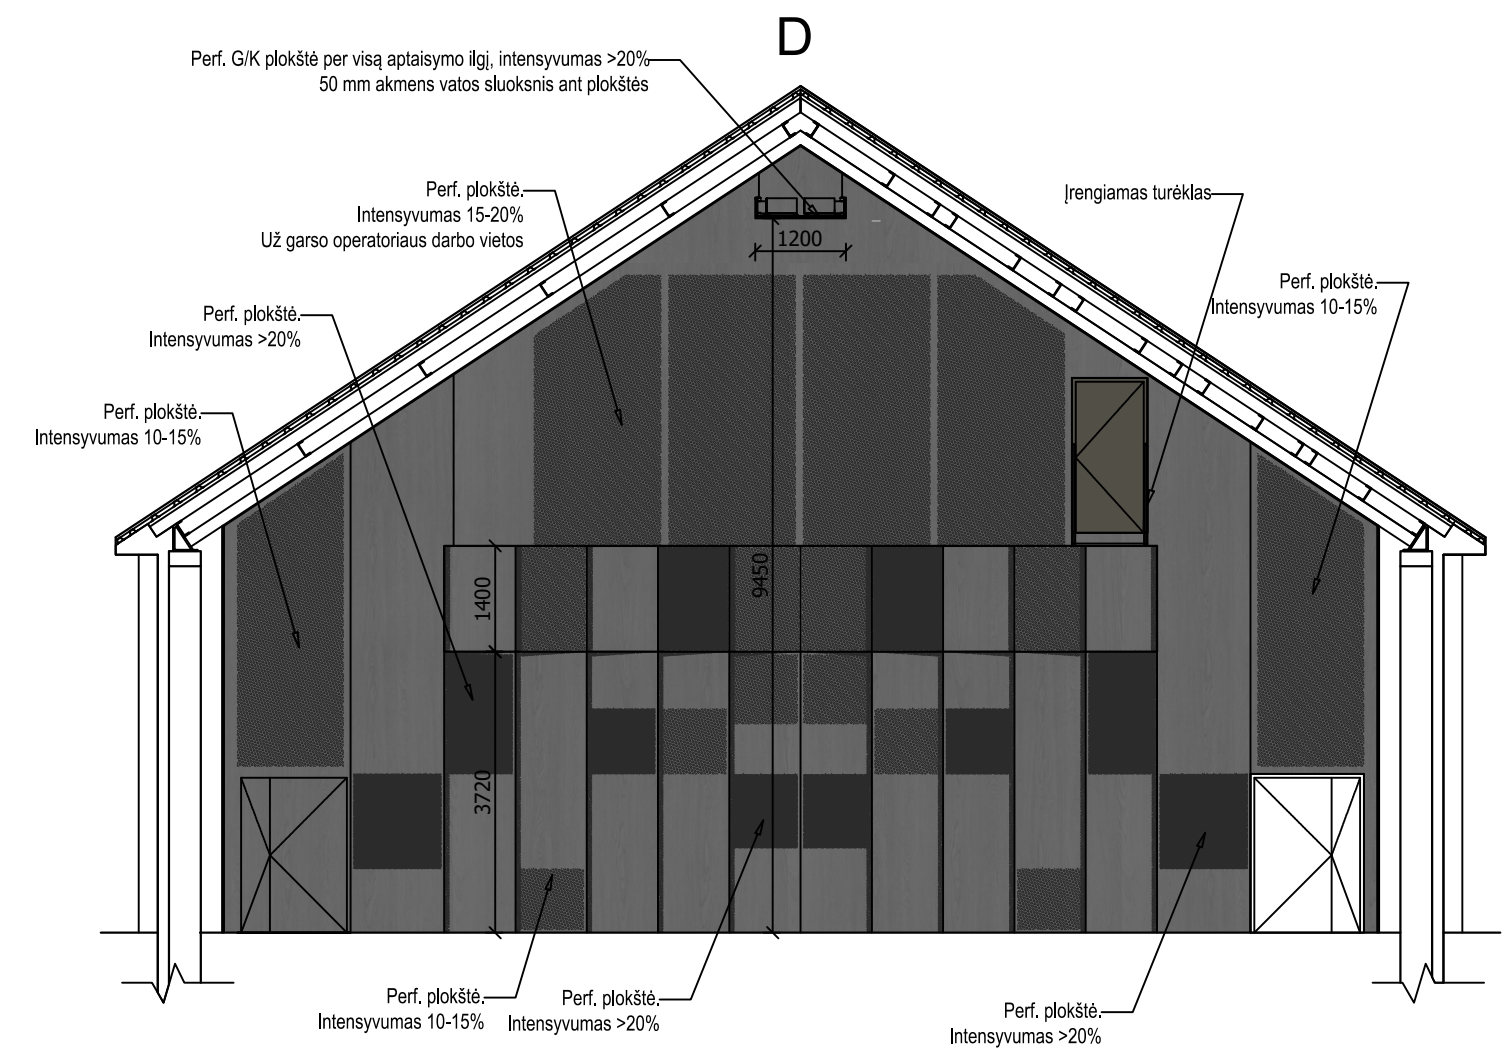 D
Perf. G/K plokštė per visą aptaisymo ilgį, intensyvumas >20%
50 mm akmens vatos sluoksnis ant plokštės
Perf. plokštė.
Intensyvumas 15-20%
Už garso operatoriaus darbo vietos
Įrengiamas turėklas
1200
Perf. plokštė.
Intensyvumas 10-15%
Perf. plokštė.
Intensyvumas >20%
Perf. plokštė.
Intensyvumas 10-15%
1400
9450
3720
Perf. plokštė.
Intensyvumas 10-15%
Perf. plokštė.
Intensyvumas >20%
Perf. plokštė.
Intensyvumas >20%